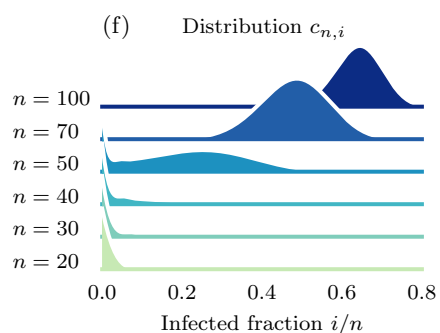 (f) Distribution c_{n,i}
n = 100
n = 70
n = 50
n = 40
n = 30
n = 20
0.0 0.2 0.4 0.6 0.8
Infected fraction i/n